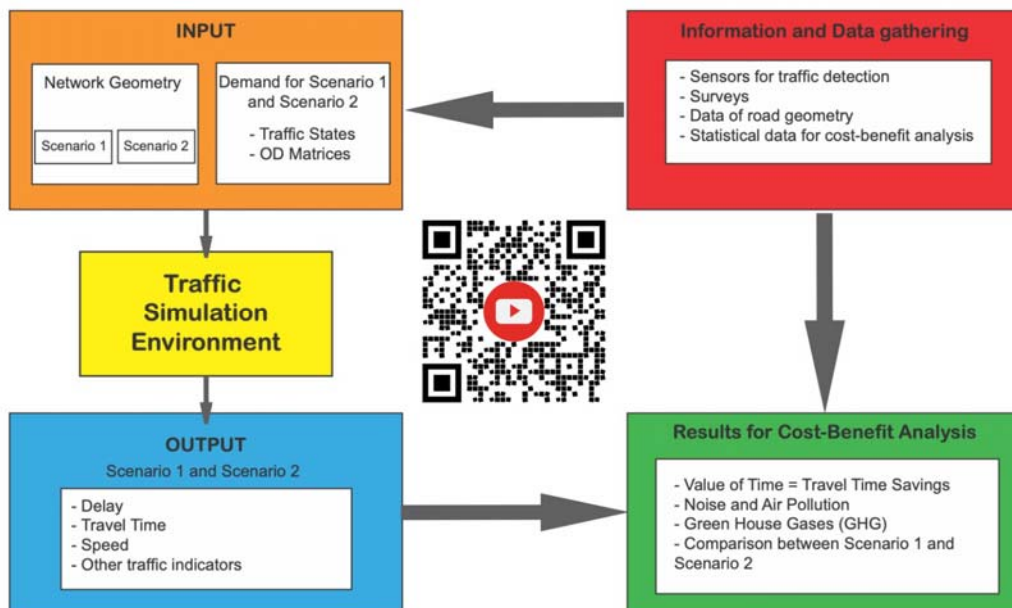 INPUT
Network Geometry
Scenario 1
Scenario 2
Demand for Scenario 1
and Scenario 2
- Traffic States
- OD Matrices
Information and Data gathering
- Sensors for traffic detection
- Surveys
- Data of road geometry
- Statistical data for cost-benefit analysis
Traffic
Simulation
Environment
OUTPUT
Scenario 1 and Scenario 2
- Delay
- Travel Time
- Speed
- Other traffic indicators
Results for Cost-Benefit Analysis
- Value of Time = Travel Time Savings
- Noise and Air Pollution
- Green House Gases (GHG)
- Comparison between Scenario 1 and
Scenario 2